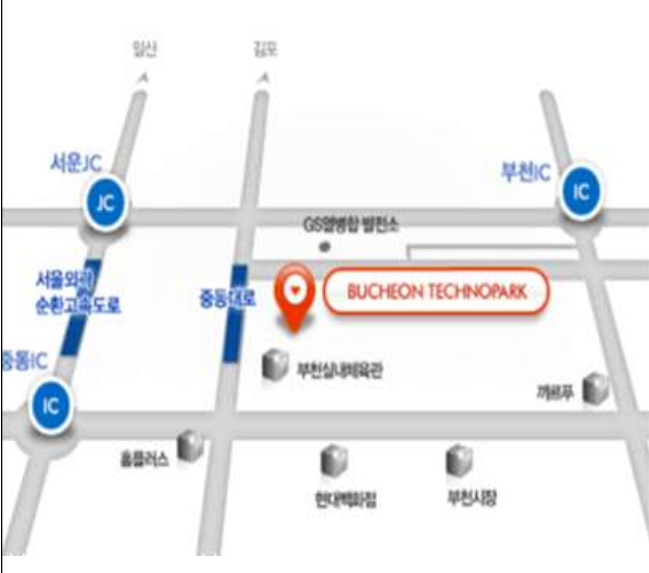 일산
김포
서운JC
JC
부천IC
IC
GS열병합 발전소
서울외곽
순환고속도로
중동대로
BUCHEON TECHNOPARK
중동IC
IC
부천실내체육관
까르푸
홈플러스
현대백화점
부천시장